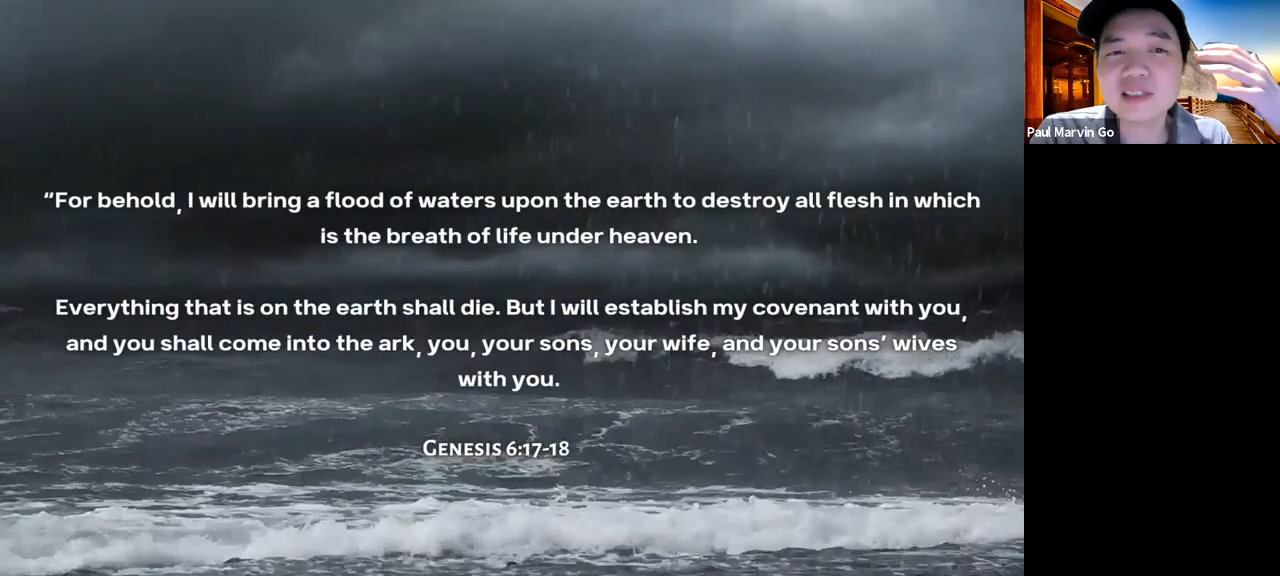 “For behold, I will bring a flood of waters upon the earth to destroy all flesh in which
is the breath of life under heaven.
Everything that is on the earth shall die. But I will establish my covenant with you,
and you shall come into the ark, you, your sons, your wife, and your sons’ wives
with you.
Genesis 6:17-18
Paul Marvin Go